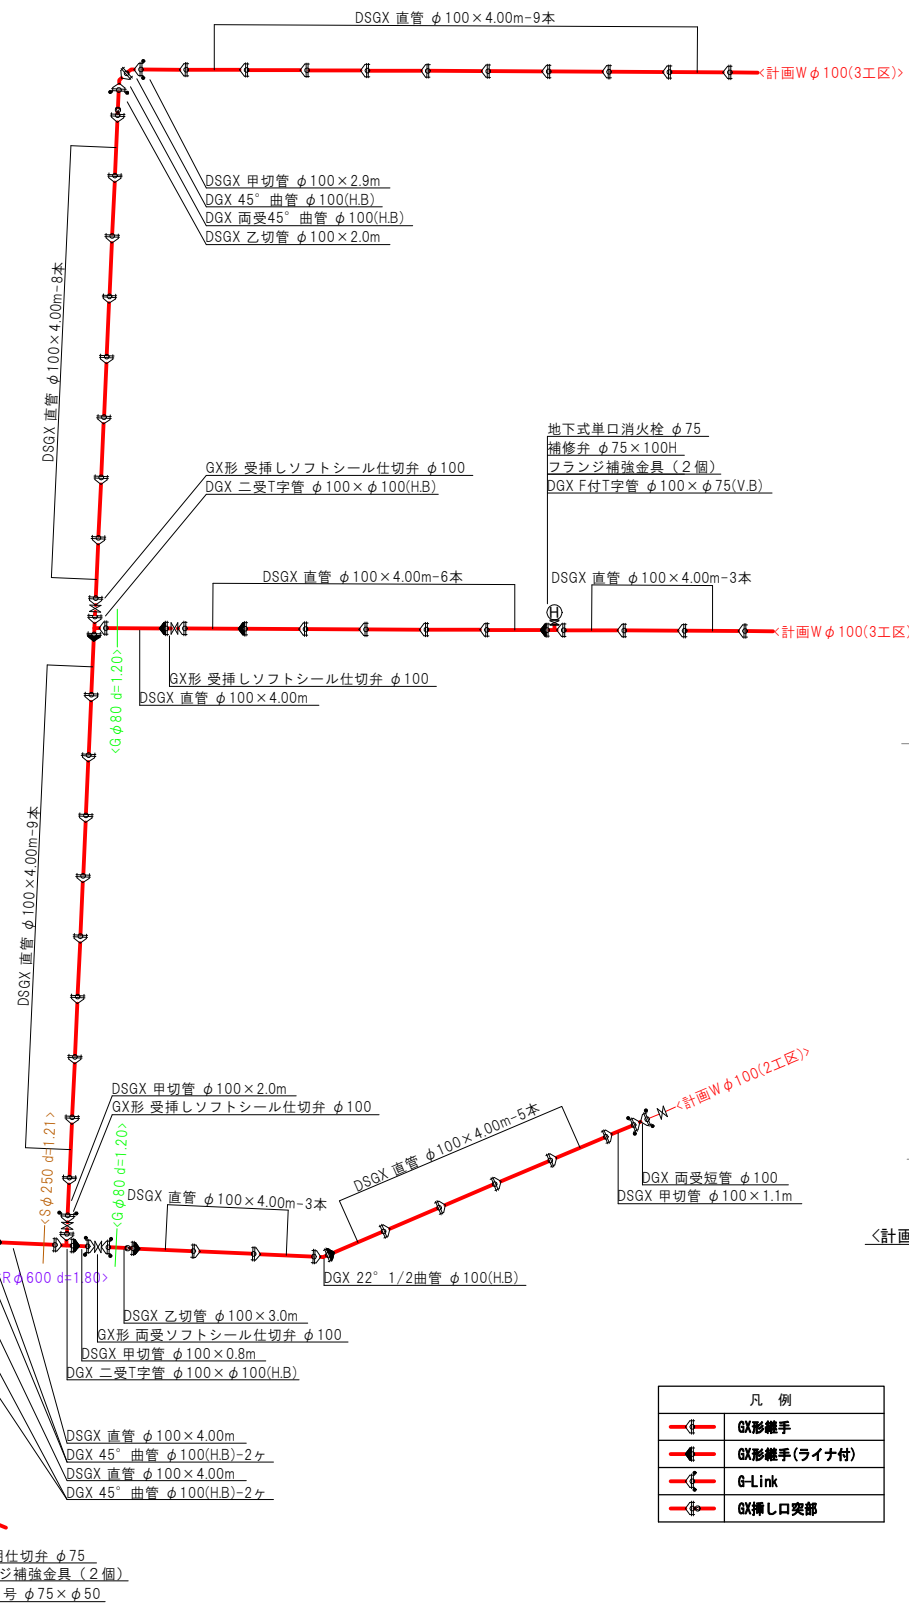 DSGX 直管 φ100×4.00m-9本
<計画Wφ100(3工区)>
DSGX 甲切管 φ100×2.9m
DGX 45° 曲管 φ100(H.B)
DGX 両受45° 曲管 φ100(H.B)
DSGX 乙切管 φ100×2.0m
DSGX 直管 φ100×4.00m-8本
地下式単口消火栓 φ75
補修弁 φ75×100H
フランジ補強金具（２個）
DGX F付T字管 φ100×φ75(V.B)
GX形 受挿しソフトシール仕切弁 φ100
DGX 二受T字管 φ100×φ100(H.B)
DSGX 直管 φ100×4.00m-6本
DSGX 直管 φ100×4.00m-3本
H
<計画Wφ100(3工区)
<Gφ80 d=1.20>
GX形 受挿しソフトシール仕切弁 φ100
DSGX 直管 φ100×4.00m
DSGX 直管 φ100×4.00m-9本
<計画Wφ100(2工区)>
DSGX 甲切管 φ100×2.0m
GX形 受挿しソフトシール仕切弁 φ100
<Sφ250 d=1.21>
<Gφ80 d=1.20>
DSGX 直管 φ100×4.00m-3本
DSGX 直管 φ100×4.00m-5本
DGX 両受短管 φ100
DSGX 甲切管 φ100×1.1m
<計画
Rφ600 d=1.80>
DGX 22° 1/2曲管 φ100(H.B)
DSGX 乙切管 φ100×3.0m
GX形 両受ソフトシール仕切弁 φ100
DSGX 甲切管 φ100×0.8m
DGX 二受T字管 φ100×φ100(H.B)
DSGX 直管 φ100×4.00m
DGX 45° 曲管 φ100(H.B)-2ヶ
DSGX 直管 φ100×4.00m
DGX 45° 曲管 φ100(H.B)-2ヶ
凡 例
GX形継手
GX形継手(ライナ付)
G-Link
GX挿し口突部
仕切弁 φ75
ジ補強金具（２個）
号 φ75×φ50